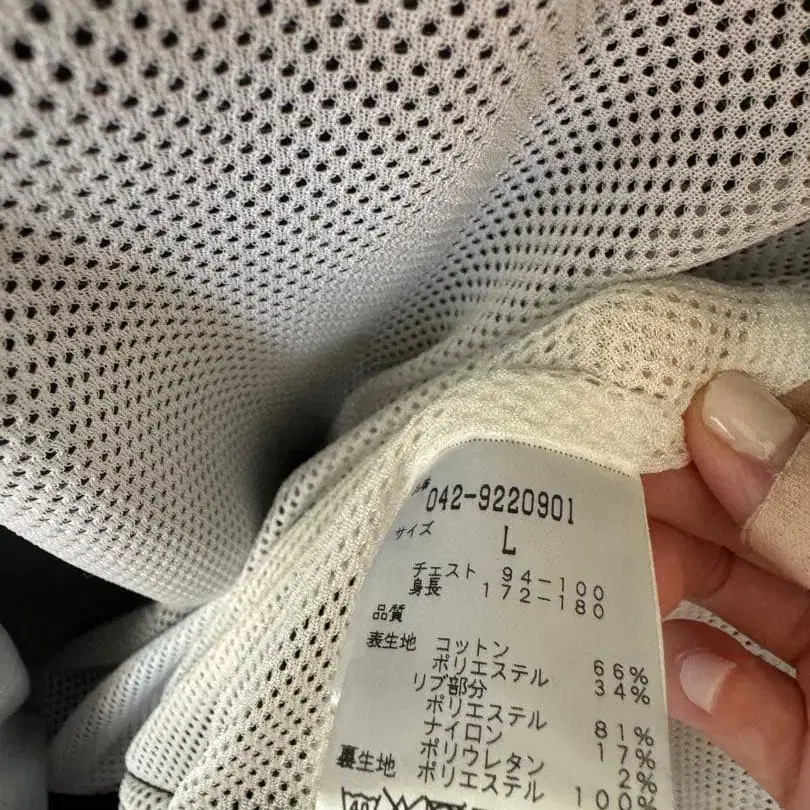 品番 042-9220901
サイズ L
チェスト 94-100
身長 172-180
品質
表生地 コットン 66%
ポリエステル 34%
リブ部分
ポリエステル 81%
ナイロン 17%
ポリウレタン 2%
裏生地 ポリエステル 100%
40